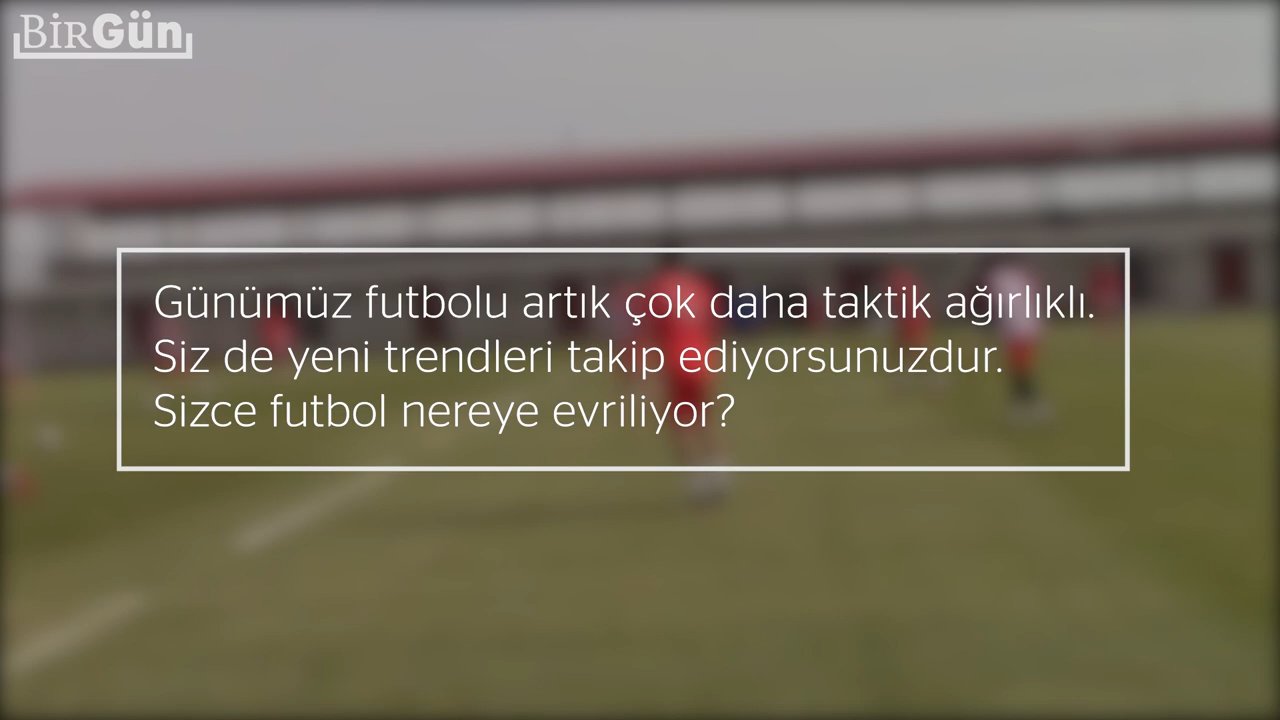 BirGün
Günümüz futbolu artık çok daha taktik ağırlıklı.
Siz de yeni trendleri takip ediyorsunuzdur.
Sizce futbol nereye evriliyor?